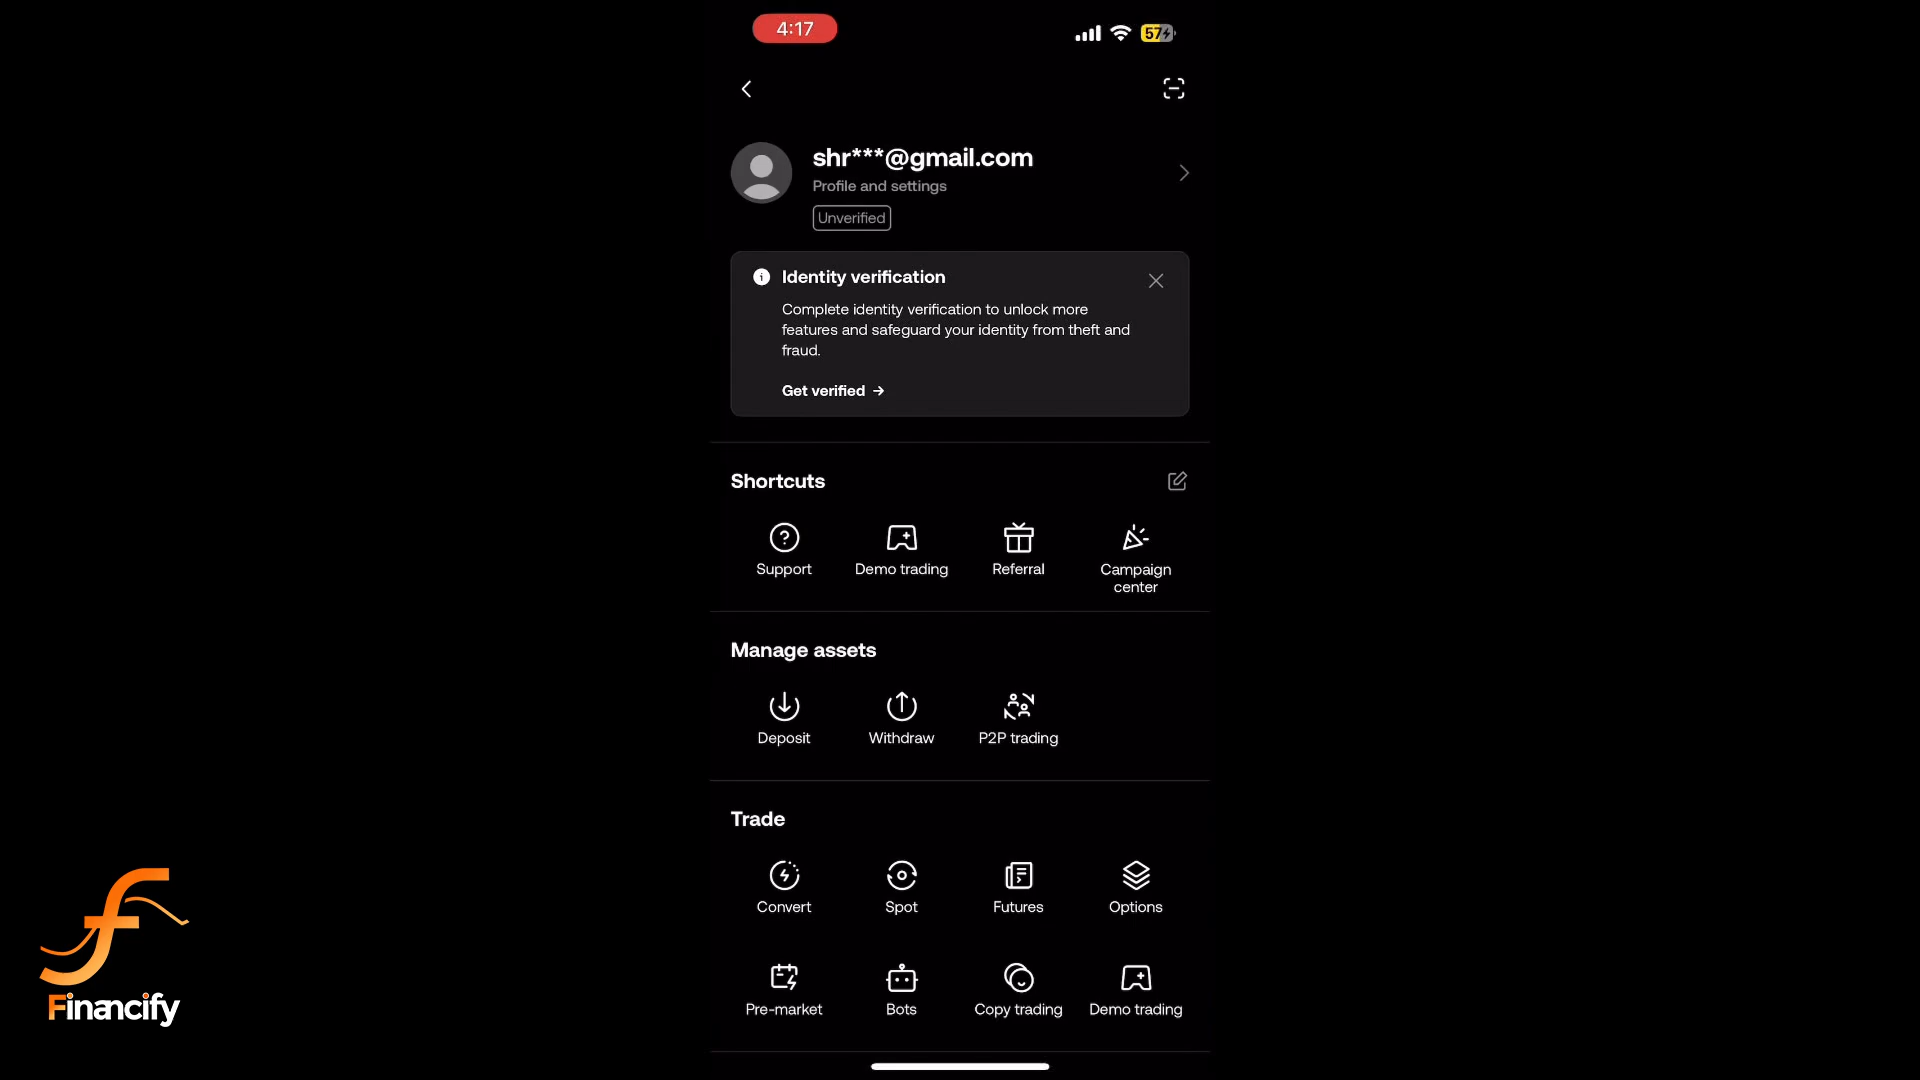 4:17
57
shr***@gmail.com
Profile and settings
Unverified
Identity verification
Complete identity verification to unlock more
features and safeguard your identity from theft and
fraud.
Get verified →
Shortcuts
Support
Demo trading
Referral
Campaign
center
Manage assets
Deposit
Withdraw
P2P trading
Trade
Convert
Spot
Futures
Options
Pre-market
Bots
Copy trading
Demo trading
Financify